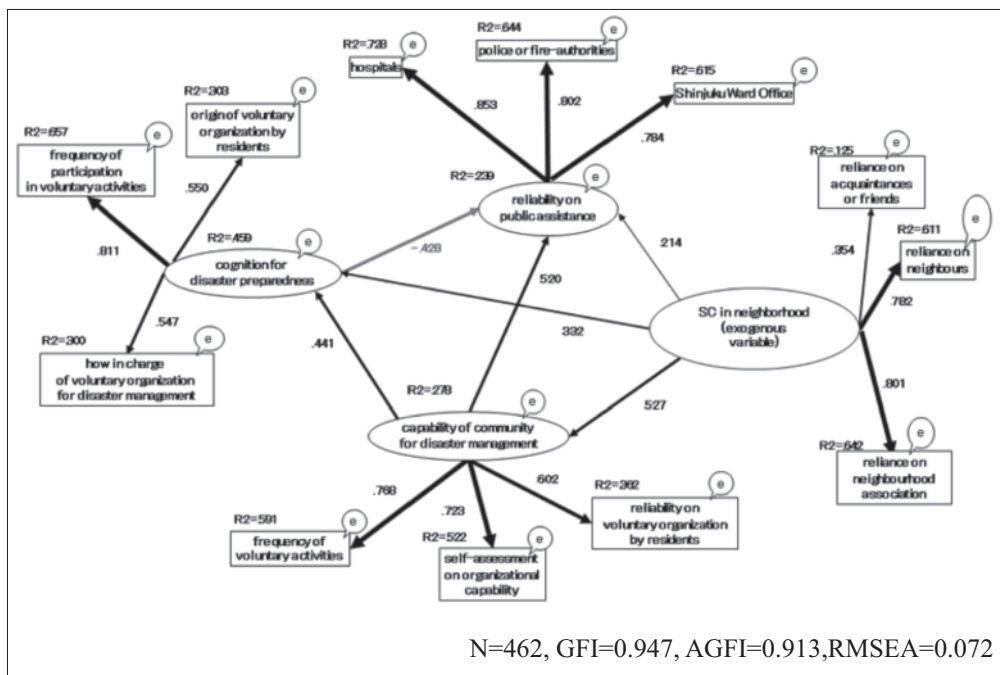 R2=.728
e
hospitals
R2=.644
e
police or fire-authorities
R2=.615
e
Shinjuku Ward Office
.853
.802
.784
R2=.303
e
origin of voluntary
organization by
residents
R2=.657
e
frequency of
participation
in voluntary activities
.550
.811
R2=.239
e
reliability on
public assistance
R2=.125
e
reliance on
acquaintances
or friends
R2=.611
e
reliance on
neighbours
.354
.782
R2=.459
e
cognition for
disaster preparedness
-.428
.214
.520
.332
SC in neighborhood
(exogenous
variable)
.547
R2=.300
e
how in charge
of voluntary organization
for disaster management
.441
.527
.801
R2=.278
e
capability of community
for disaster management
R2=.642
e
reliance on
neighbourhood
association
.768
.723
.602
R2=.591
e
frequency of
voluntary activities
R2=.522
e
self-assessment
on organizational
capability
R2=.362
e
reliability on
voluntary organization
by residents
N=462, GFI=0.947, AGFI=0.913,RMSEA=0.072